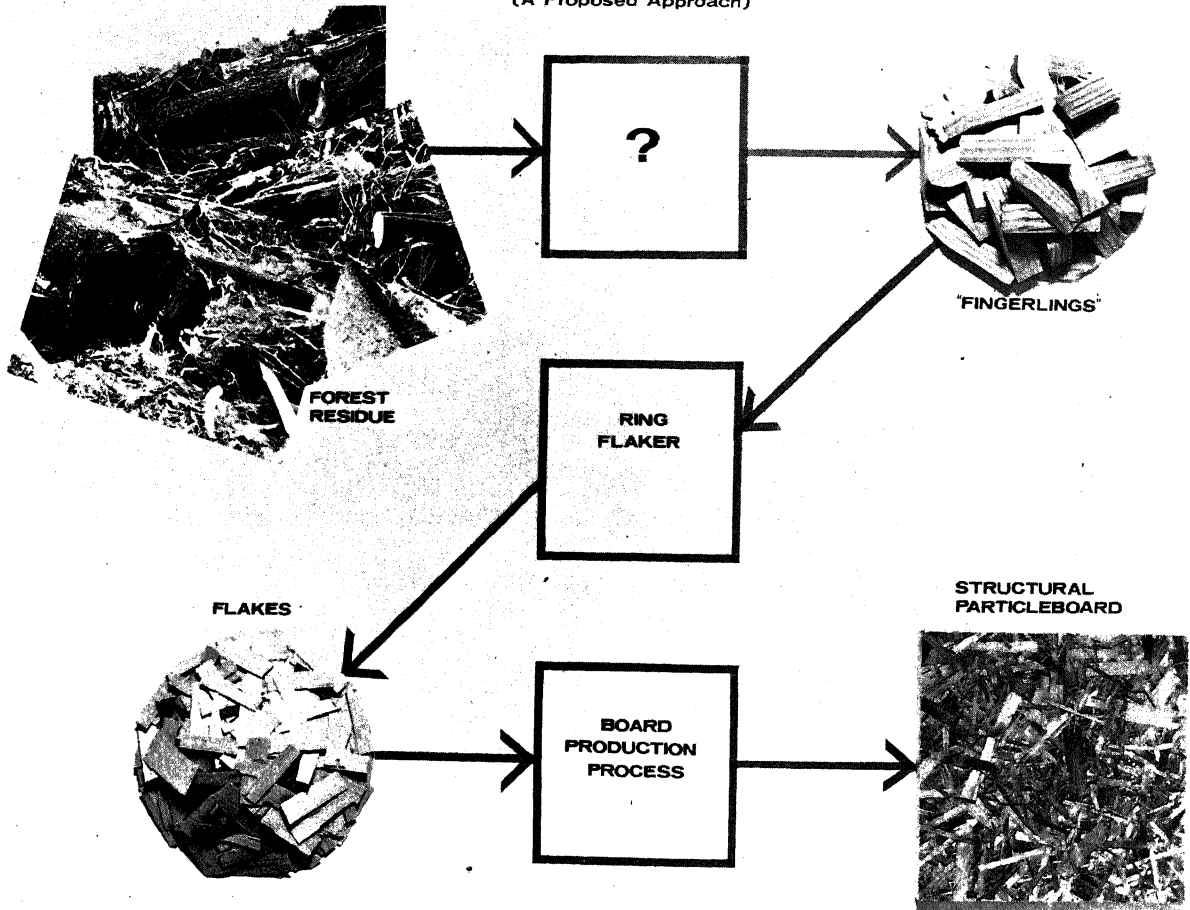 (A Proposed Approach)
?
"FINGERLINGS"
FOREST
RESIDUE
RING
FLAKER
FLAKES
STRUCTURAL
PARTICLEBOARD
BOARD
PRODUCTION
PROCESS